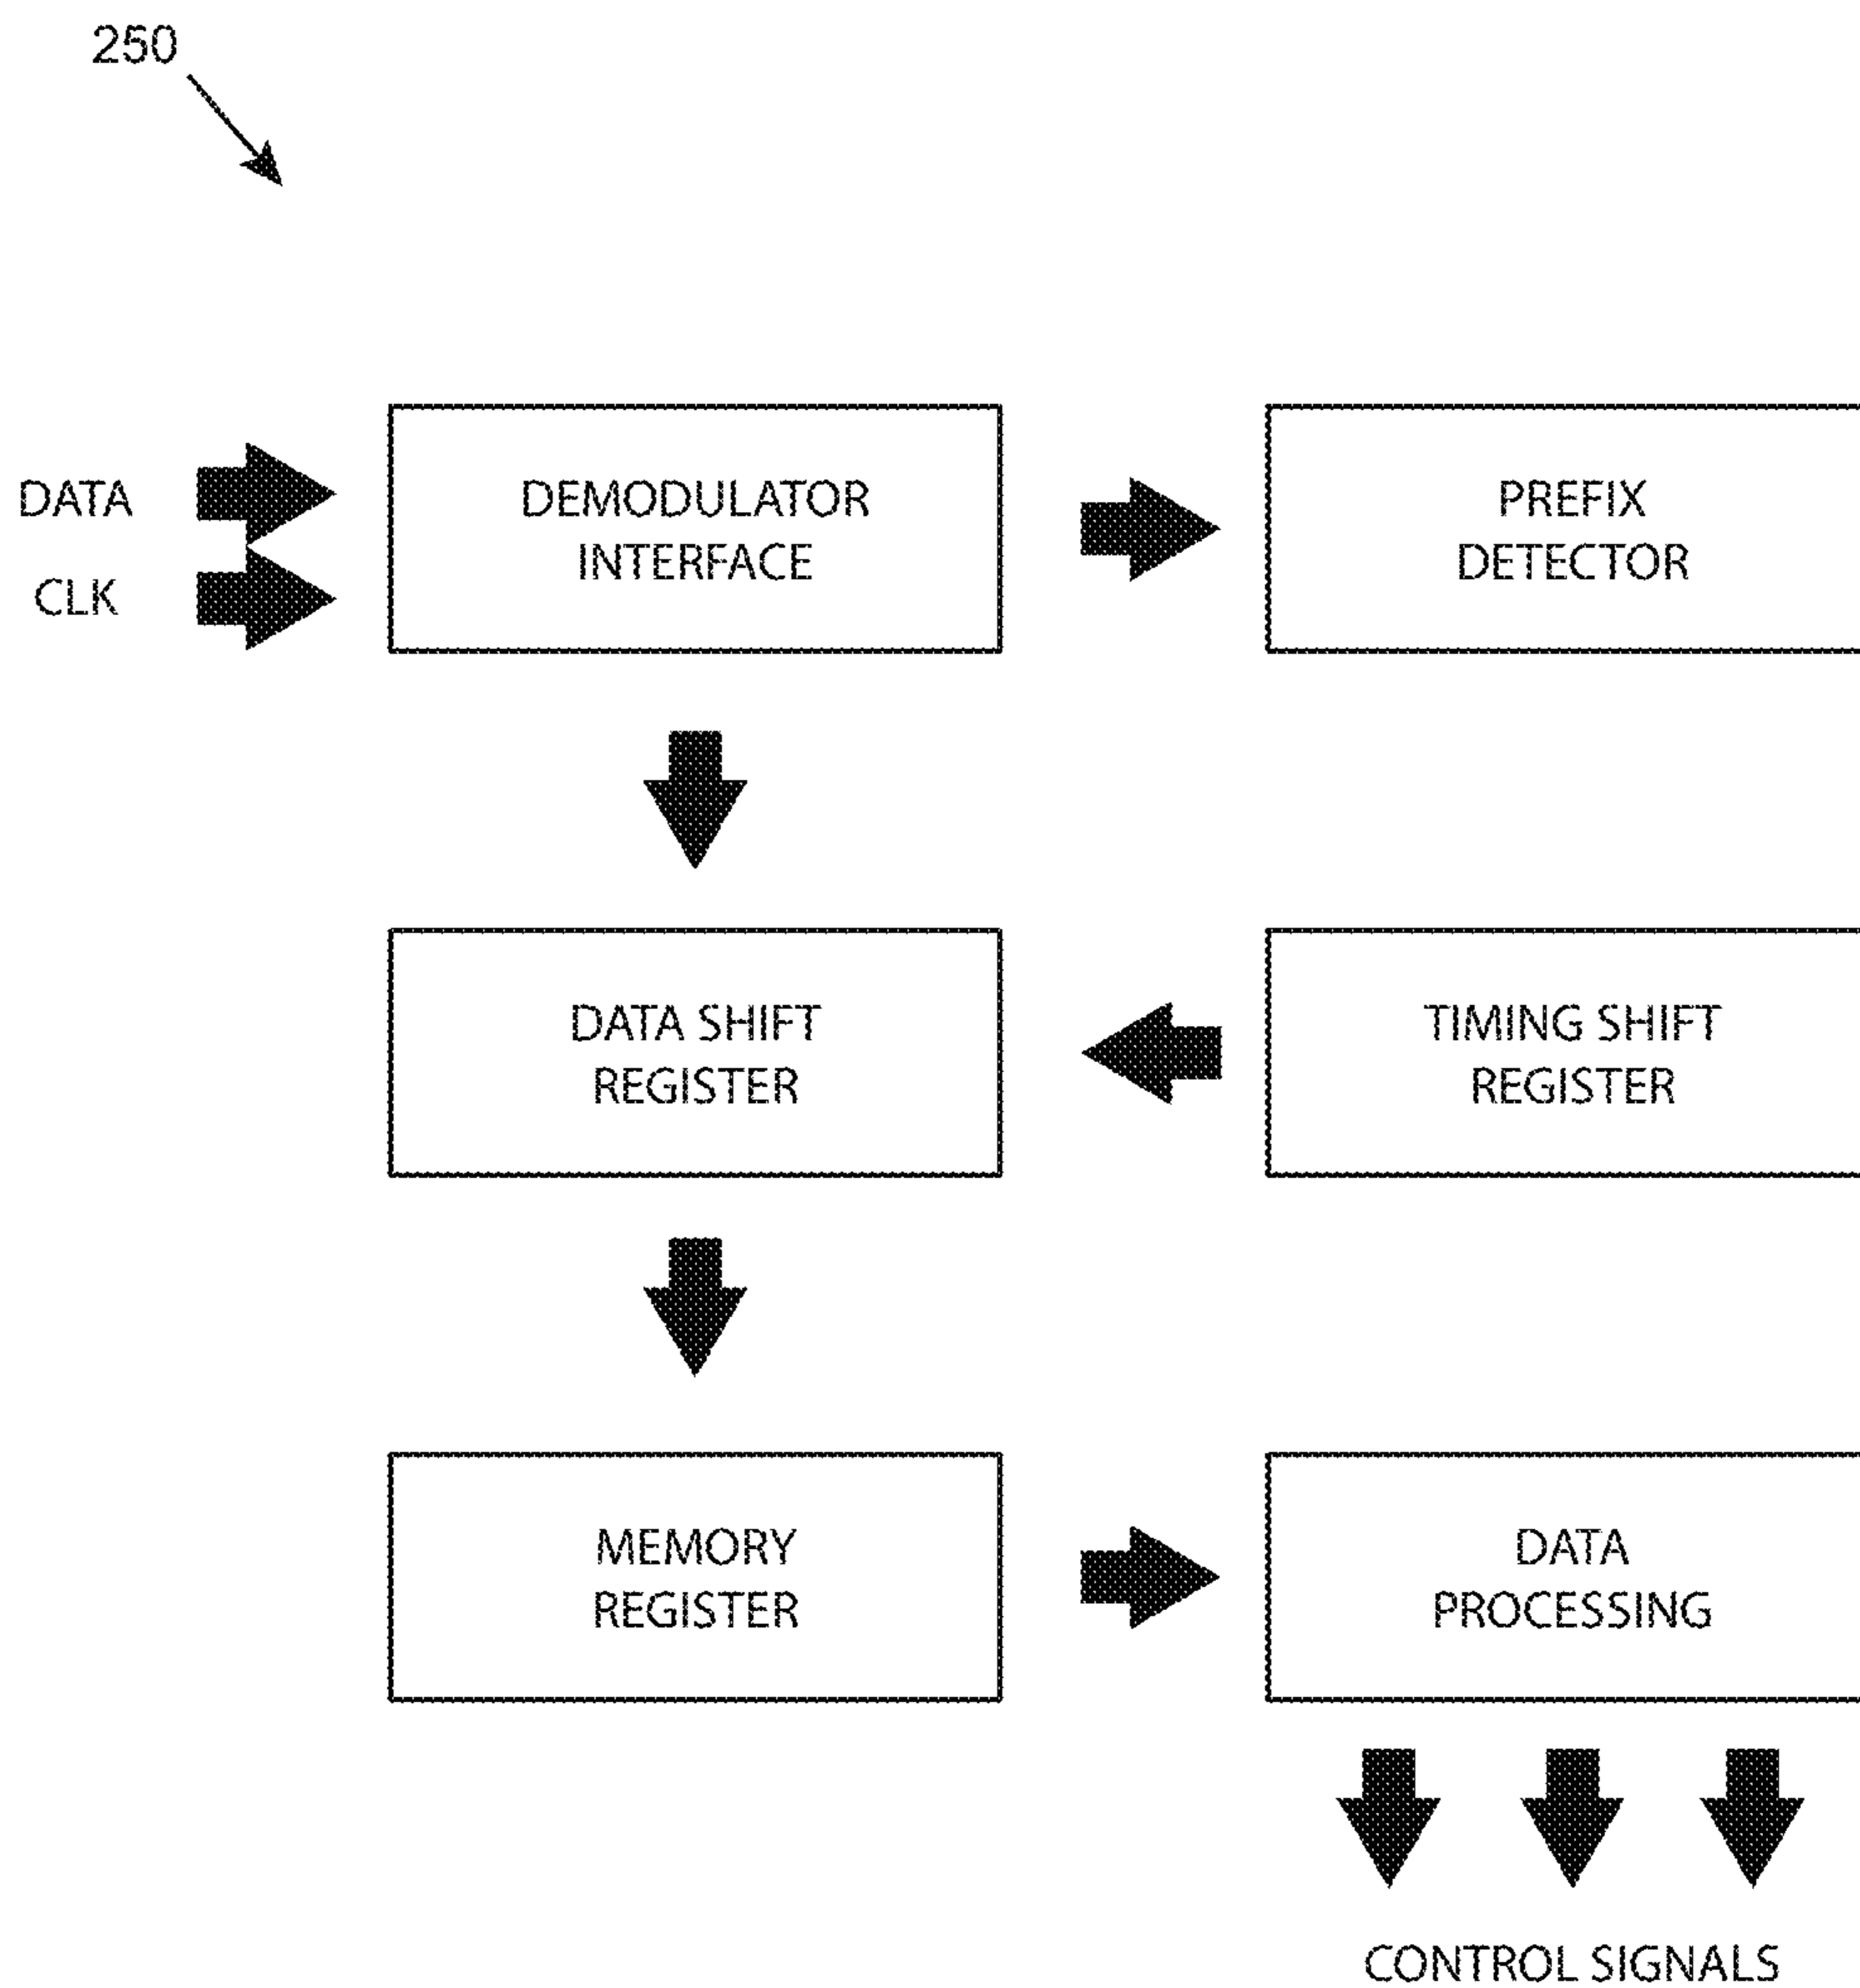 250
DATA
CLK
DEMODULATOR
INTERFACE
PREFIX
DETECTOR
DATA SHIFT
REGISTER
TIMING SHIFT
REGISTER
MEMORY
REGISTER
DATA
PROCESSING
CONTROL SIGNALS